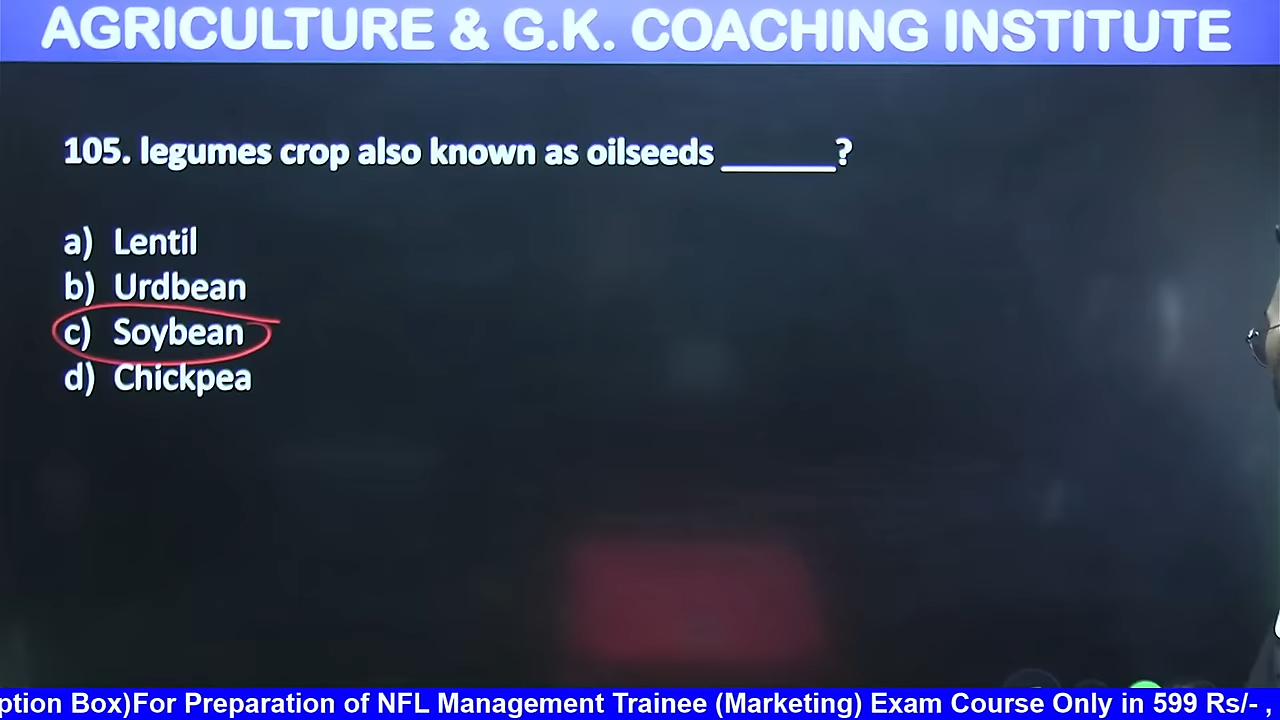 AGRICULTURE & G.K. COACHING INSTITUTE
105. legumes crop also known as oilseeds _______?
a) Lentil
b) Urdbean
c) Soybean
d) Chickpea
ption Box)For Preparation of NFL Management Trainee (Marketing) Exam Course Only in 599 Rs/- ,